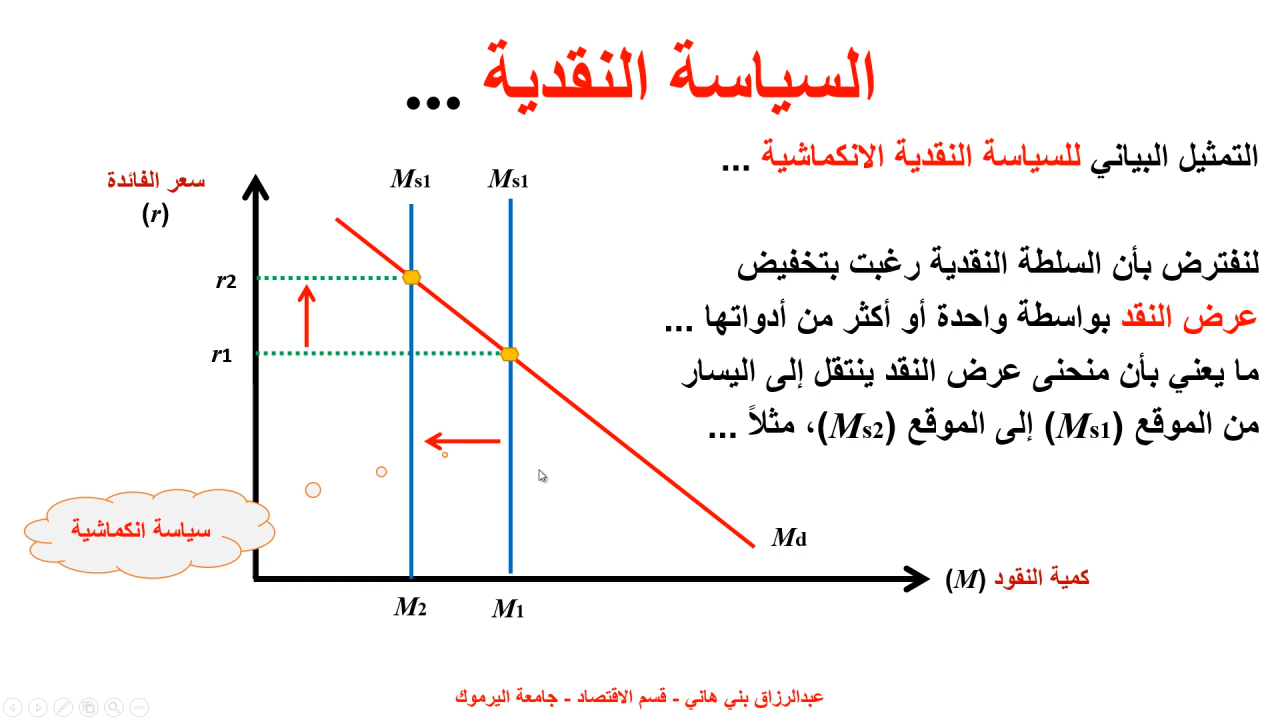 السياسة النقدية ...
التمثيل البياني للسياسة النقدية الانكماشية ...
لنفترض بأن السلطة النقدية رغبت بتخفيض
عرض النقد بواسطة واحدة أو أكثر من أدواتها ...
ما يعني بأن منحنى عرض النقد ينتقل إلى اليسار
من الموقع (Ms1) إلى الموقع (Ms2)، مثلاً ...
سعر الفائدة
(r)
Ms1
Ms1
r2
r1
سياسة انكماشية
Md
كمية النقود (M)
M2
M1
عبدالرزاق بني هاني - قسم الاقتصاد - جامعة اليرموك